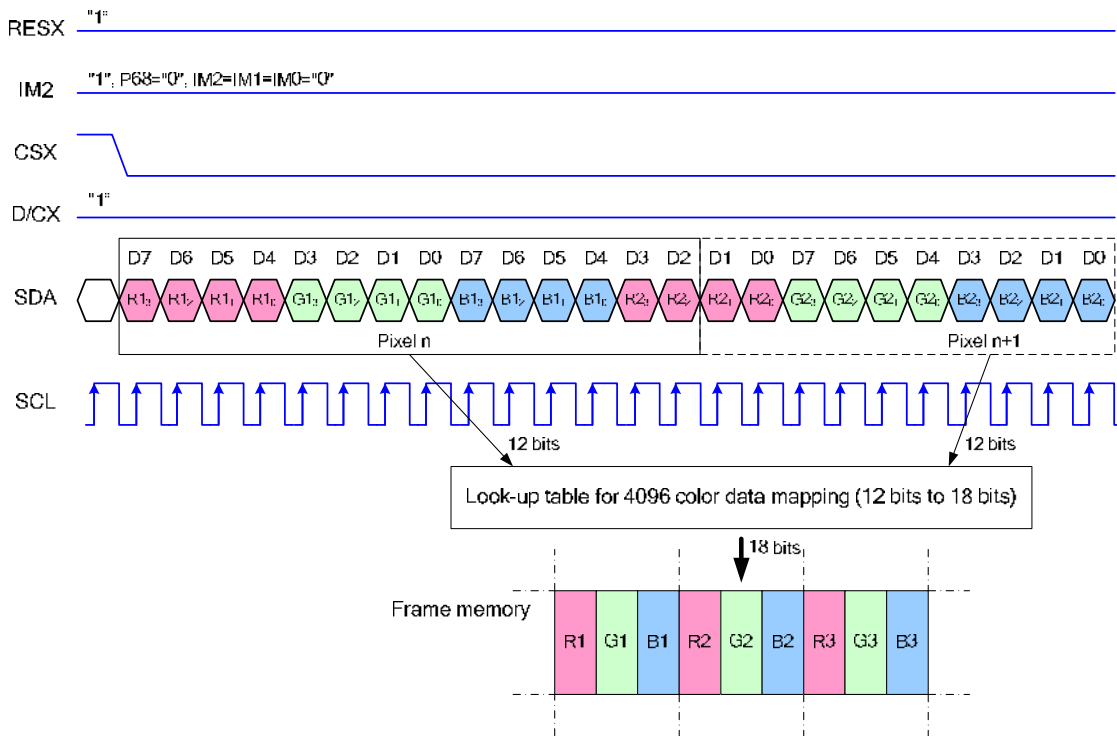 RESX "1"
IM2 "1", P68="0", IM2=IM1=IM0="0"
CSX
D/CX "1"
D7 D6 D5 D4 D3 D2 D1 D0 D7 D6 D5 D4 D3 D2 D1 D0 D7 D6 D5 D4 D3 D2 D1 D0
SDA R1₃ R1₂ R1₁ R1₀ G1₃ G1₂ G1₁ G1₀ B1₃ B1₂ B1₁ B1₀ R2₃ R2₂ R2₁ R2₀ G2₃ G2₂ G2₁ G2₀ B2₃ B2₂ B2₁ B2₀
Pixel n Pixel n+1
SCL
12 bits 12 bits
Look-up table for 4096 color data mapping (12 bits to 18 bits)
18 bits
Frame memory
R1 G1 B1 R2 G2 B2 R3 G3 B3